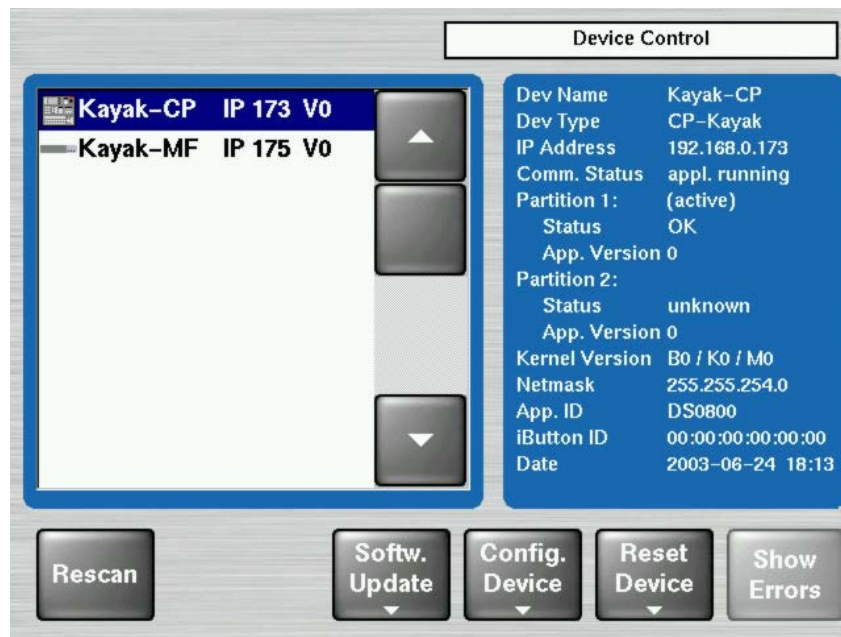 Device Control
Kayak-CP IP 173 V0
Kayak-MF IP 175 V0
Dev Name Kayak-CP
Dev Type CP-Kayak
IP Address 192.168.0.173
Comm. Status appl. running
Partition 1: (active)
Status OK
App. Version 0
Partition 2:
Status unknown
App. Version 0
Kernel Version B0 / K0 / M0
Netmask 255.255.254.0
App. ID DS0800
iButton ID 00:00:00:00:00:00
Date 2003-06-24 18:13
Rescan
Softw.
Update
Config.
Device
Reset
Device
Show
Errors